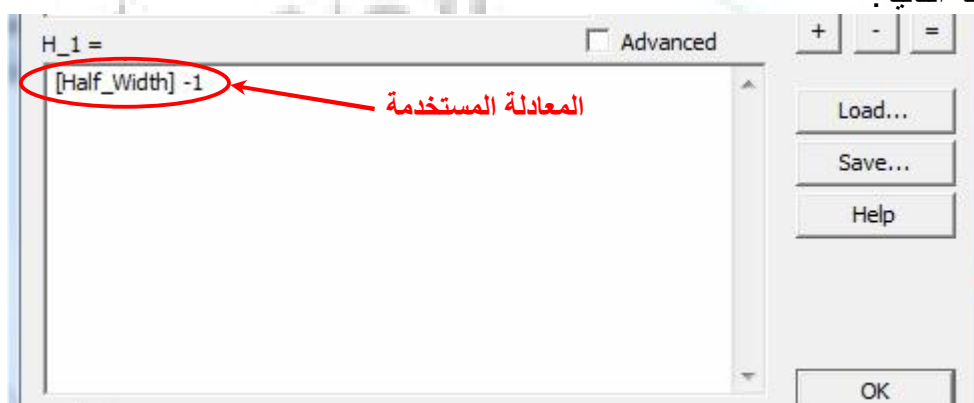 H_1 =
Advanced
+ - =
[Half_Width] -1
المعادلة المستخدمة
Load...
Save...
Help
OK